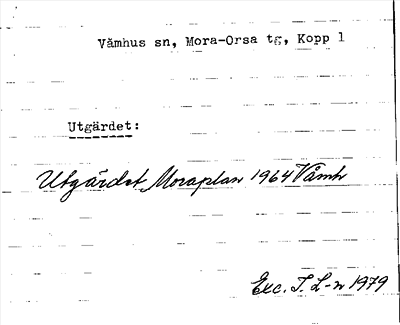 Våmhus sn, Mora-Orsa tg, Kopp 1
Utgärdet:
Utgärdet Moraplan 1964 Våmh
Exc. T. L-n 1979